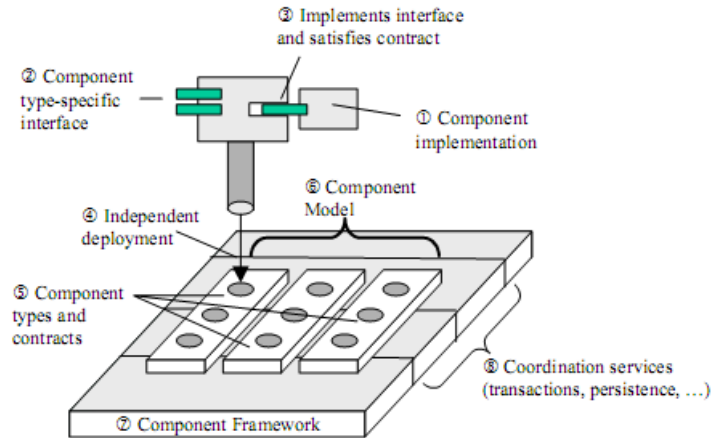 ③ Implements interface
and satisfies contract
② Component
type-specific
interface
① Component
implementation
⑥ Component
Model
④ Independent
deployment
⑤ Component
types and
contracts
⑧ Coordination services
(transactions, persistence, …)
⑦ Component Framework